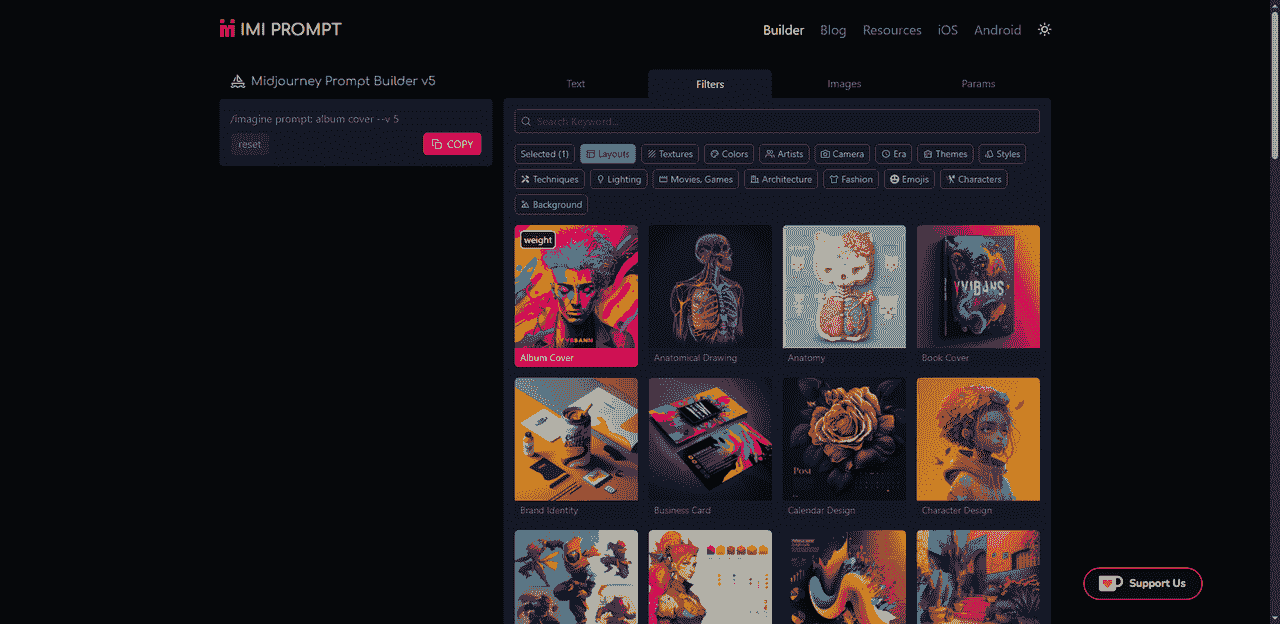 IMI PROMPT
Builder
Blog
Resources
iOS
Android
Midjourney Prompt Builder v5
/imagine prompt: album cover --v 5
reset
COPY
Text
Filters
Images
Params
Search Keyword...
Selected (1)
Layouts
Textures
Colors
Artists
Camera
Era
Themes
Styles
Techniques
Lighting
Movies, Games
Architecture
Fashion
Emojis
Characters
Background
weight
Album Cover
Anatomical Drawing
Anatomy
Book Cover
Brand Identity
Business Card
Post
Calendar Design
Character Design
Support Us